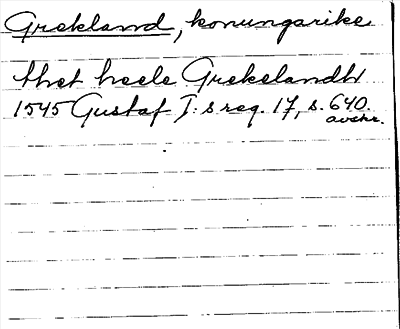 Grekeland, konungarike
thet heele Grekelandh
1545 Gustaf I:s reg. 17, s. 640.
avskr.